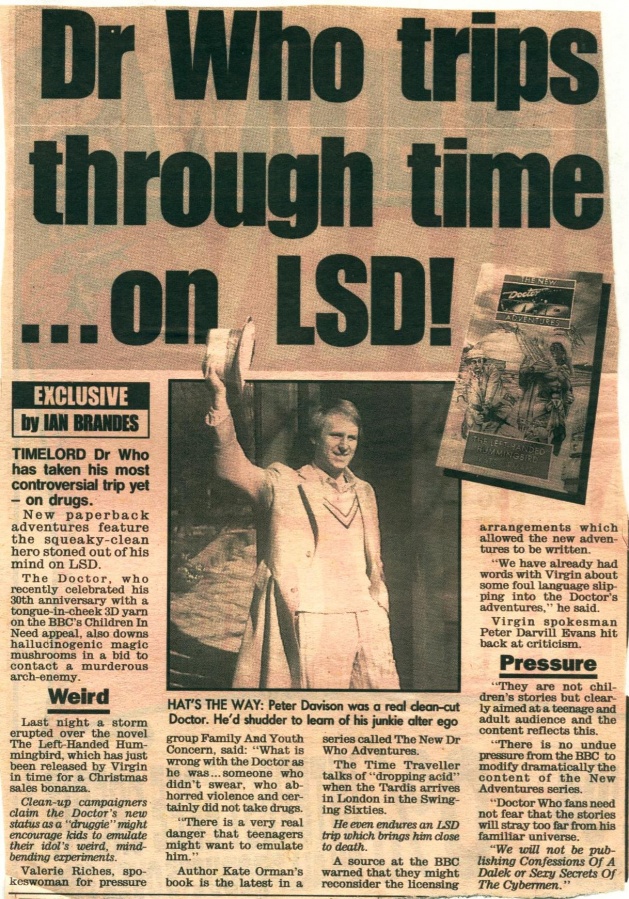 Dr Who trips
through time
...on LSD!
THE NEW
Doctor
ADVENTURES
THE LEFT-HANDED
HUMMINGBIRD
EXCLUSIVE
by IAN BRANDES
TIMELORD Dr Who
has taken his most
controversial trip yet
– on drugs.
New paperback
adventures feature
the squeaky-clean
hero stoned out of his
mind on LSD.
The Doctor, who
recently celebrated his
30th anniversary with a
tongue-in-cheek 3D yarn
on the BBC's Children In
Need appeal, also downs
hallucinogenic magic
mushrooms in a bid to
contact a murderous
arch-enemy.
Weird
Last night a storm
erupted over the novel
The Left-Handed Hum-
mingbird, which has just
been released by Virgin
in time for a Christmas
sales bonanza.
Clean-up campaigners
claim the Doctor's new
status as a "druggie" might
encourage kids to emulate
their idol's weird, mind-
bending experiments.
Valerie Riches, spo-
keswoman for pressure
HAT'S THE WAY: Peter Davison was a real clean-cut
Doctor. He'd shudder to learn of his junkie alter ego
group Family And Youth
Concern, said: "What is
wrong with the Doctor as
he was...someone who
didn't swear, who ab-
horred violence and cer-
tainly did not take drugs.
"There is a very real
danger that teenagers
might want to emulate
him."
Author Kate Orman's
book is the latest in a
series called The New Dr
Who Adventures.
The Time Traveller
talks of "dropping acid"
when the Tardis arrives
in London in the Swing-
ing Sixties.
He even endures an LSD
trip which brings him close
to death.
A source at the BBC
warned that they might
reconsider the licensing
arrangements which
allowed the new adven-
tures to be written.
"We have already had
words with Virgin about
some foul language slip-
ping into the Doctor's
adventures," he said.
Virgin spokesman
Peter Darvill Evans hit
back at criticism.
Pressure
"They are not chil-
dren's stories but clear-
ly aimed at a teenage and
adult audience and the
content reflects this.
"There is no undue
pressure from the BBC to
modify dramatically the
content of the New
Adventures series.
"Doctor Who fans need
not fear that the stories
will stray too far from his
familiar universe.
"We will not be pub-
lishing Confessions Of A
Dalek or Sexy Secrets Of
The Cybermen."